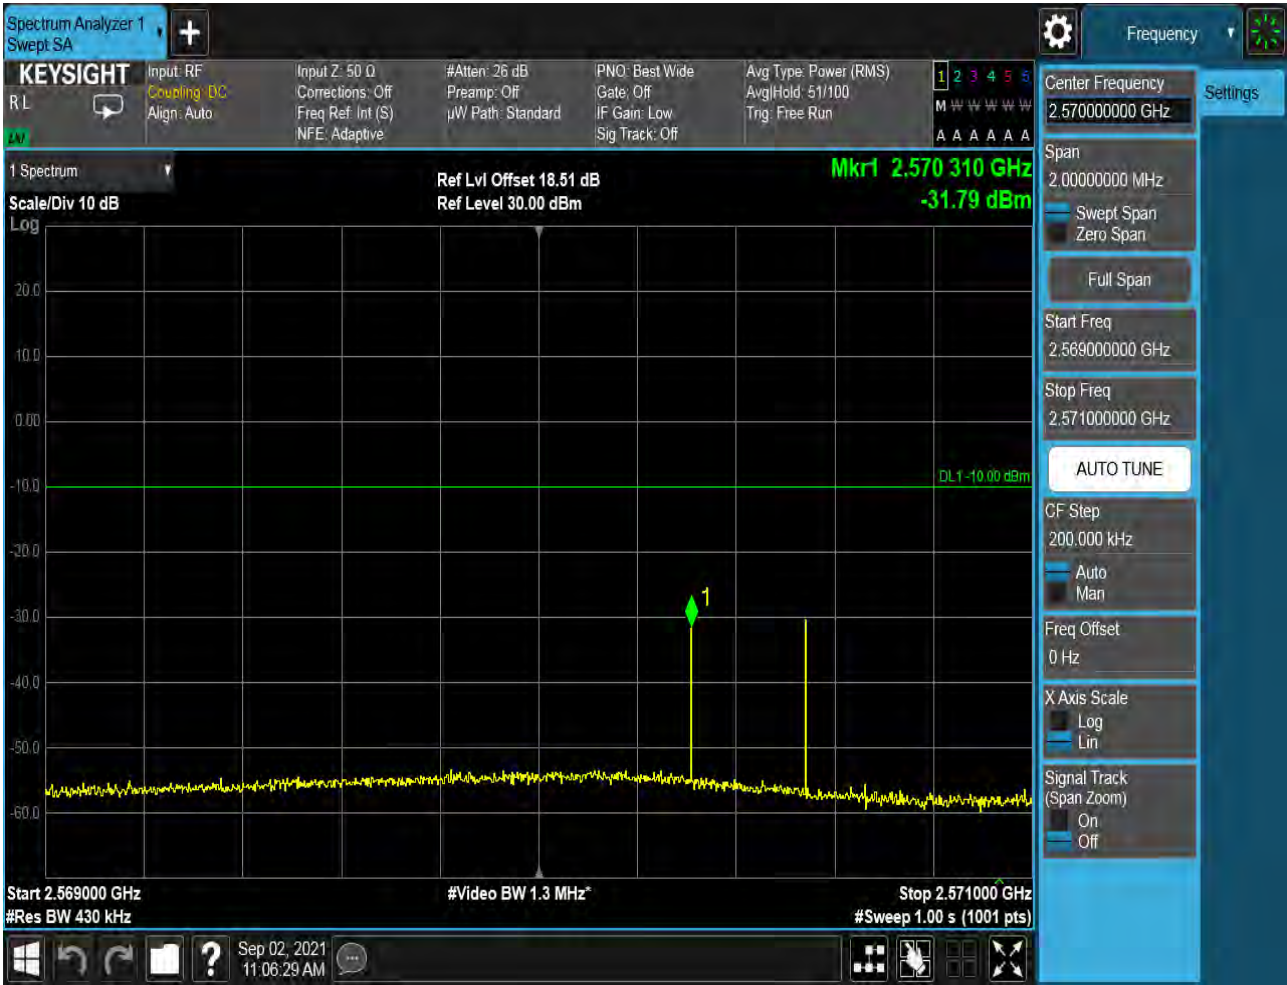 Spectrum Analyzer 1
Swept SA
Frequency
KEYSIGHT
R L
LXI
Input: RF
Coupling: DC
Align: Auto
Input Z: 50 Ω
Corrections: Off
Freq Ref: Int (S)
NFE: Adaptive
#Atten: 26 dB
Preamp: Off
µW Path: Standard
PNO: Best Wide
Gate: Off
IF Gain: Low
Sig Track: Off
Avg Type: Power (RMS)
Avg|Hold: 51/100
Trig: Free Run
1 2 3 4 5 6
M W W W W W
A A A A A A
1 Spectrum
Scale/Div 10 dB
Log
Ref Lvl Offset 18.51 dB
Ref Level 30.00 dBm
Mkr1 2.570 310 GHz
-31.79 dBm
20.0
10.0
0.00
-10.0
-20.0
-30.0
-40.0
-50.0
-60.0
DL1 -10.00 dBm
1
Start 2.569000 GHz
#Res BW 430 kHz
#Video BW 1.3 MHz*
Stop 2.571000 GHz
#Sweep 1.00 s (1001 pts)
Sep 02, 2021
11:06:29 AM
Center Frequency
2.570000000 GHz
Settings
Span
2.00000000 MHz
Swept Span
Zero Span
Full Span
Start Freq
2.569000000 GHz
Stop Freq
2.571000000 GHz
AUTO TUNE
CF Step
200.000 kHz
Auto
Man
Freq Offset
0 Hz
X Axis Scale
Log
Lin
Signal Track
(Span Zoom)
On
Off